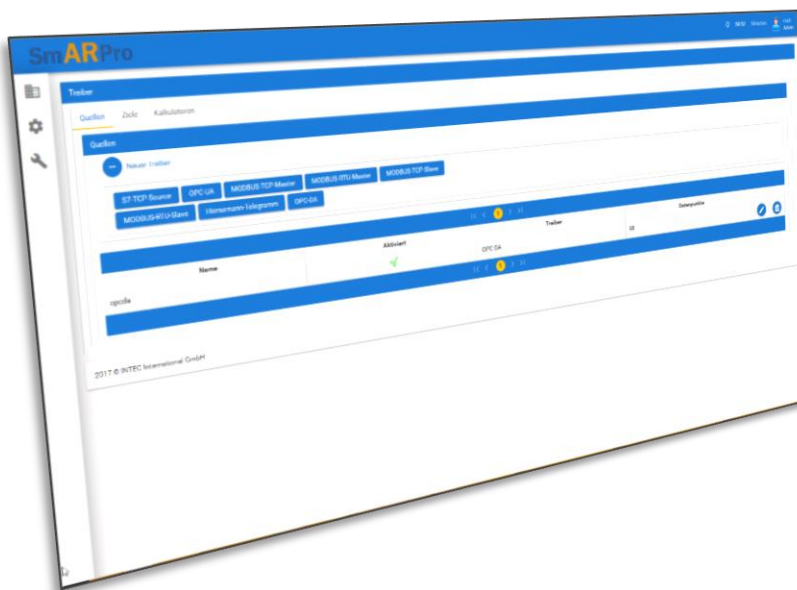 SmARPro
Treiber
Quellen Ziele Kalkulatoren
Quellen
Neuer Treiber
S7-TCP-Source OPC-UA MODBUS-TCP-Master MODBUS-RTU-Master MODBUS-TCP-Slave
MODBUS-RTU-Slave OPC-DA
1
Name Aktiviert Treiber Datenpunkte
opcda OPC-DA
1
2017 © INTEC International GmbH